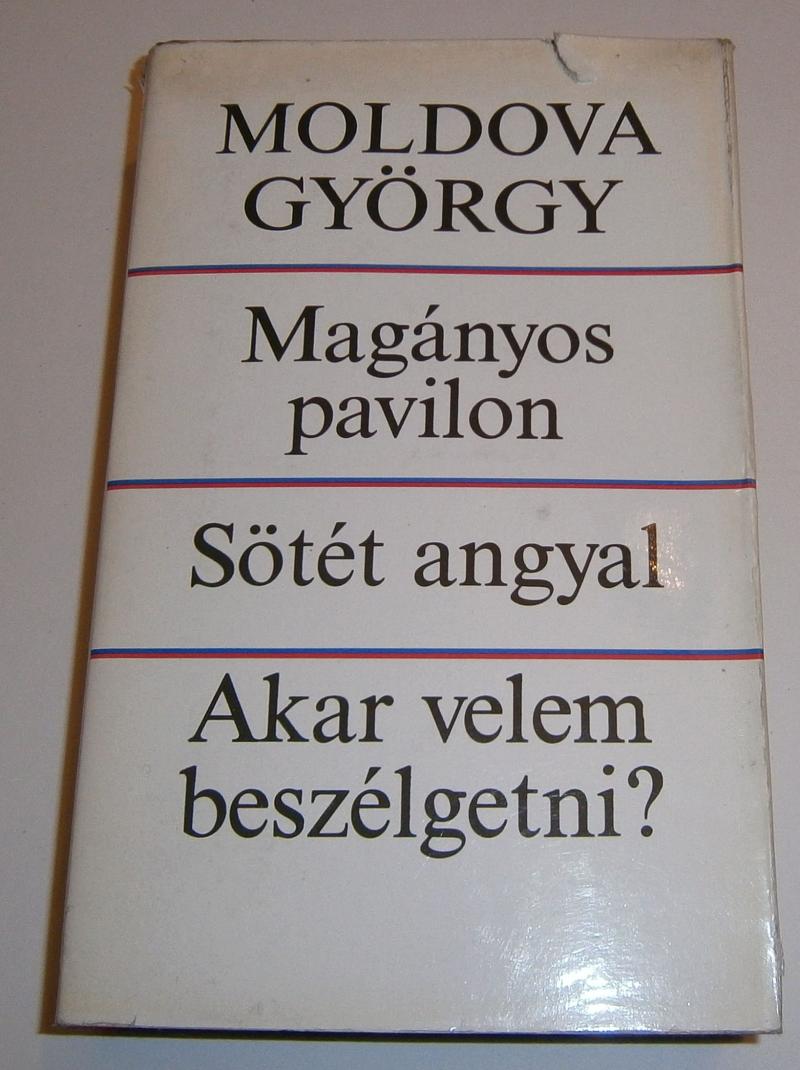 MOLDOVA
GYÖRGY
Magányos
pavilon
Sötét angyal
Akar velem
beszélgetni?